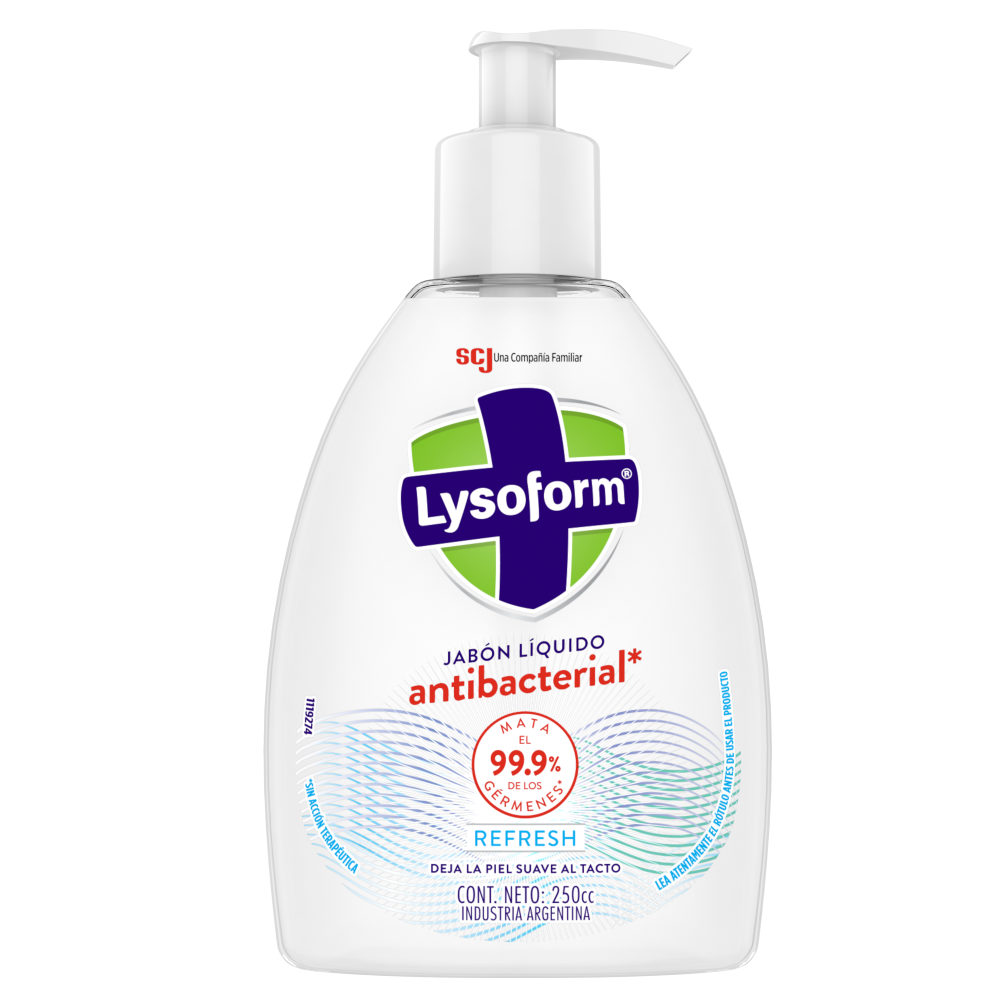 SCJ Una Compañía Familiar
Lysoform®
JABÓN LÍQUIDO
antibacterial*
MATA
EL
99.9%
DE LOS
GÉRMENES*
REFRESH
DEJA LA PIEL SUAVE AL TACTO
CONT. NETO: 250cc
INDUSTRIA ARGENTINA
1119274
*SIN ACCIÓN TERAPÉUTICA
LEA ATENTAMENTE EL RÓTULO ANTES DE USAR EL PRODUCTO